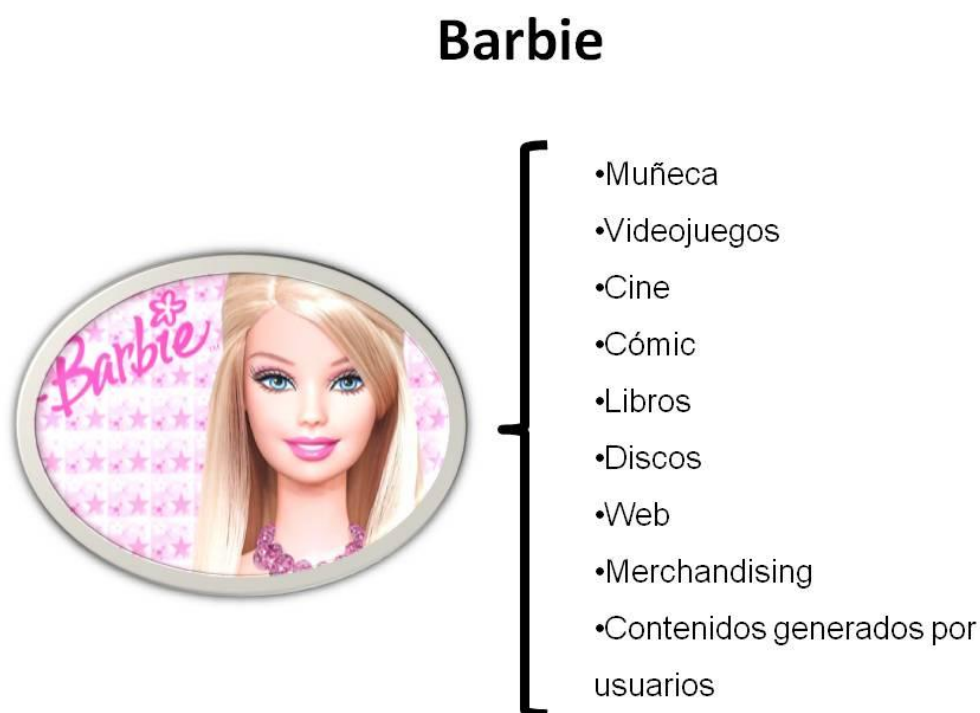 Barbie
Barbie
•Muñeca
•Videojuegos
•Cine
•Cómic
•Libros
•Discos
•Web
•Merchandising
•Contenidos generados por
usuarios